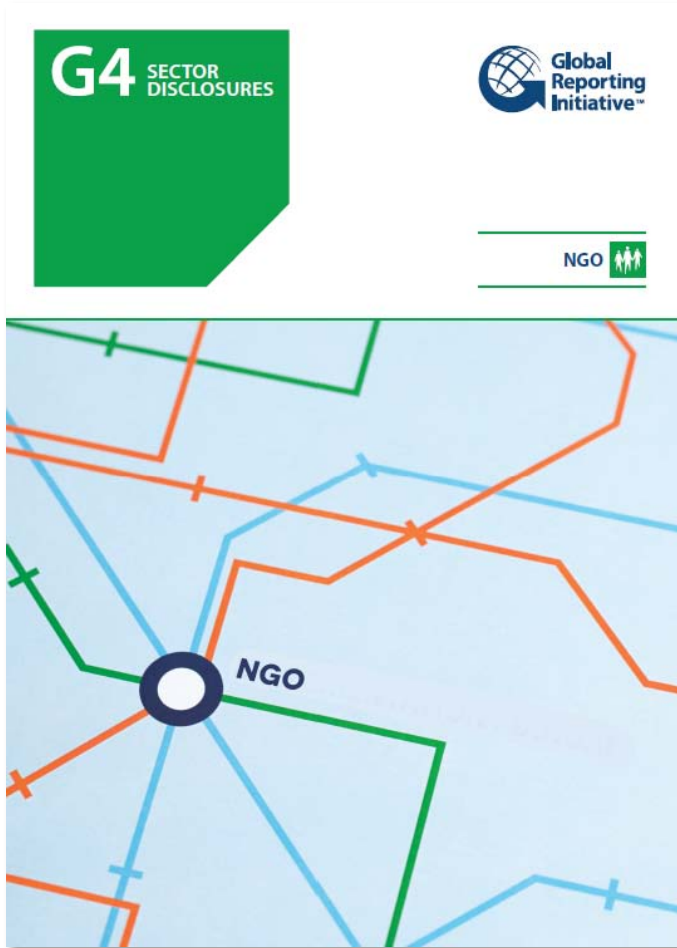 G4 SECTOR
DISCLOSURES
Global
Reporting
Initiative™
NGO
NGO